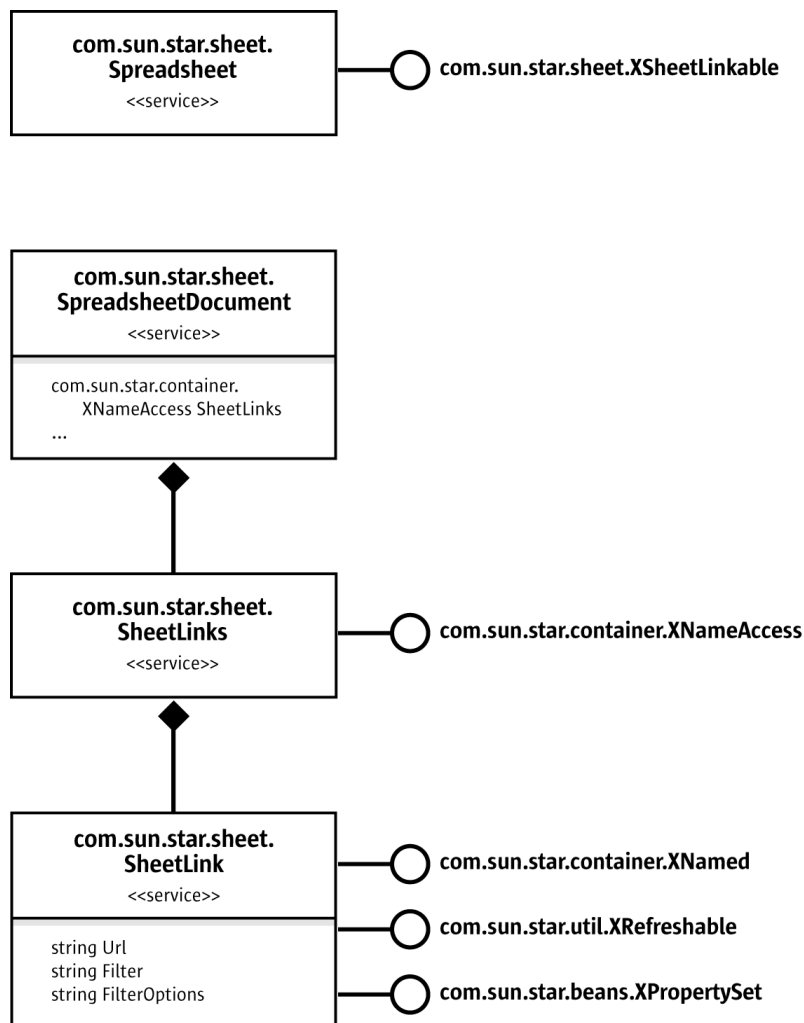 com.sun.star.sheet.
Spreadsheet
<<service>>
com.sun.star.sheet.XSheetLinkable
com.sun.star.sheet.
SpreadsheetDocument
<<service>>
com.sun.star.container.
XNameAccess SheetLinks
...
com.sun.star.sheet.
SheetLinks
<<service>>
com.sun.star.container.XNameAccess
com.sun.star.sheet.
SheetLink
<<service>>
string Url
string Filter
string FilterOptions
com.sun.star.container.XNamed
com.sun.star.util.XRefreshable
com.sun.star.beans.XPropertySet